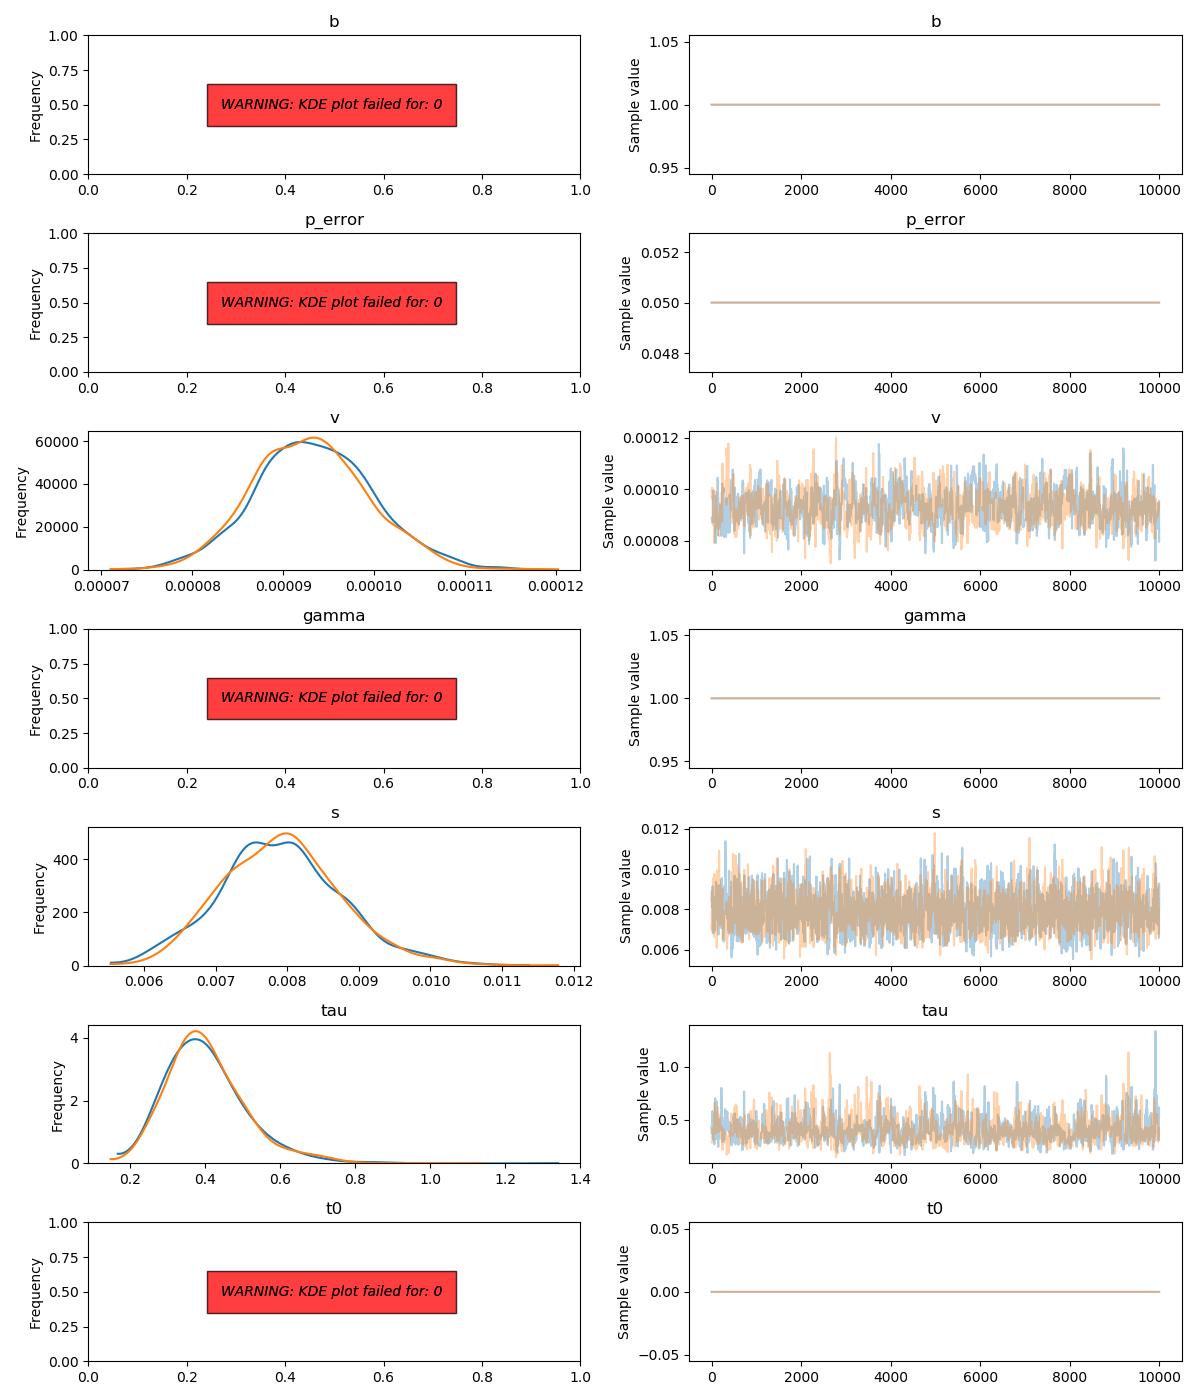 b
1.00
0.75
0.50
0.25
0.00
Frequency
WARNING: KDE plot failed for: 0
0.0 0.2 0.4 0.6 0.8 1.0
b
1.05
1.00
0.95
Sample value
0 2000 4000 6000 8000 10000
p_error
1.00
0.75
0.50
0.25
0.00
Frequency
WARNING: KDE plot failed for: 0
0.0 0.2 0.4 0.6 0.8 1.0
p_error
0.052
0.050
0.048
Sample value
0 2000 4000 6000 8000 10000
v
60000
40000
20000
0
Frequency
0.00007 0.00008 0.00009 0.00010 0.00011 0.00012
v
0.00012
0.00010
0.00008
Sample value
0 2000 4000 6000 8000 10000
gamma
1.00
0.75
0.50
0.25
0.00
Frequency
WARNING: KDE plot failed for: 0
0.0 0.2 0.4 0.6 0.8 1.0
gamma
1.05
1.00
0.95
Sample value
0 2000 4000 6000 8000 10000
s
400
200
0
Frequency
0.006 0.007 0.008 0.009 0.010 0.011 0.012
s
0.012
0.010
0.008
0.006
Sample value
0 2000 4000 6000 8000 10000
tau
4
2
0
Frequency
0.2 0.4 0.6 0.8 1.0 1.2 1.4
tau
1.0
0.5
Sample value
0 2000 4000 6000 8000 10000
t0
1.00
0.75
0.50
0.25
0.00
Frequency
WARNING: KDE plot failed for: 0
0.0 0.2 0.4 0.6 0.8 1.0
t0
0.05
0.00
−0.05
Sample value
0 2000 4000 6000 8000 10000